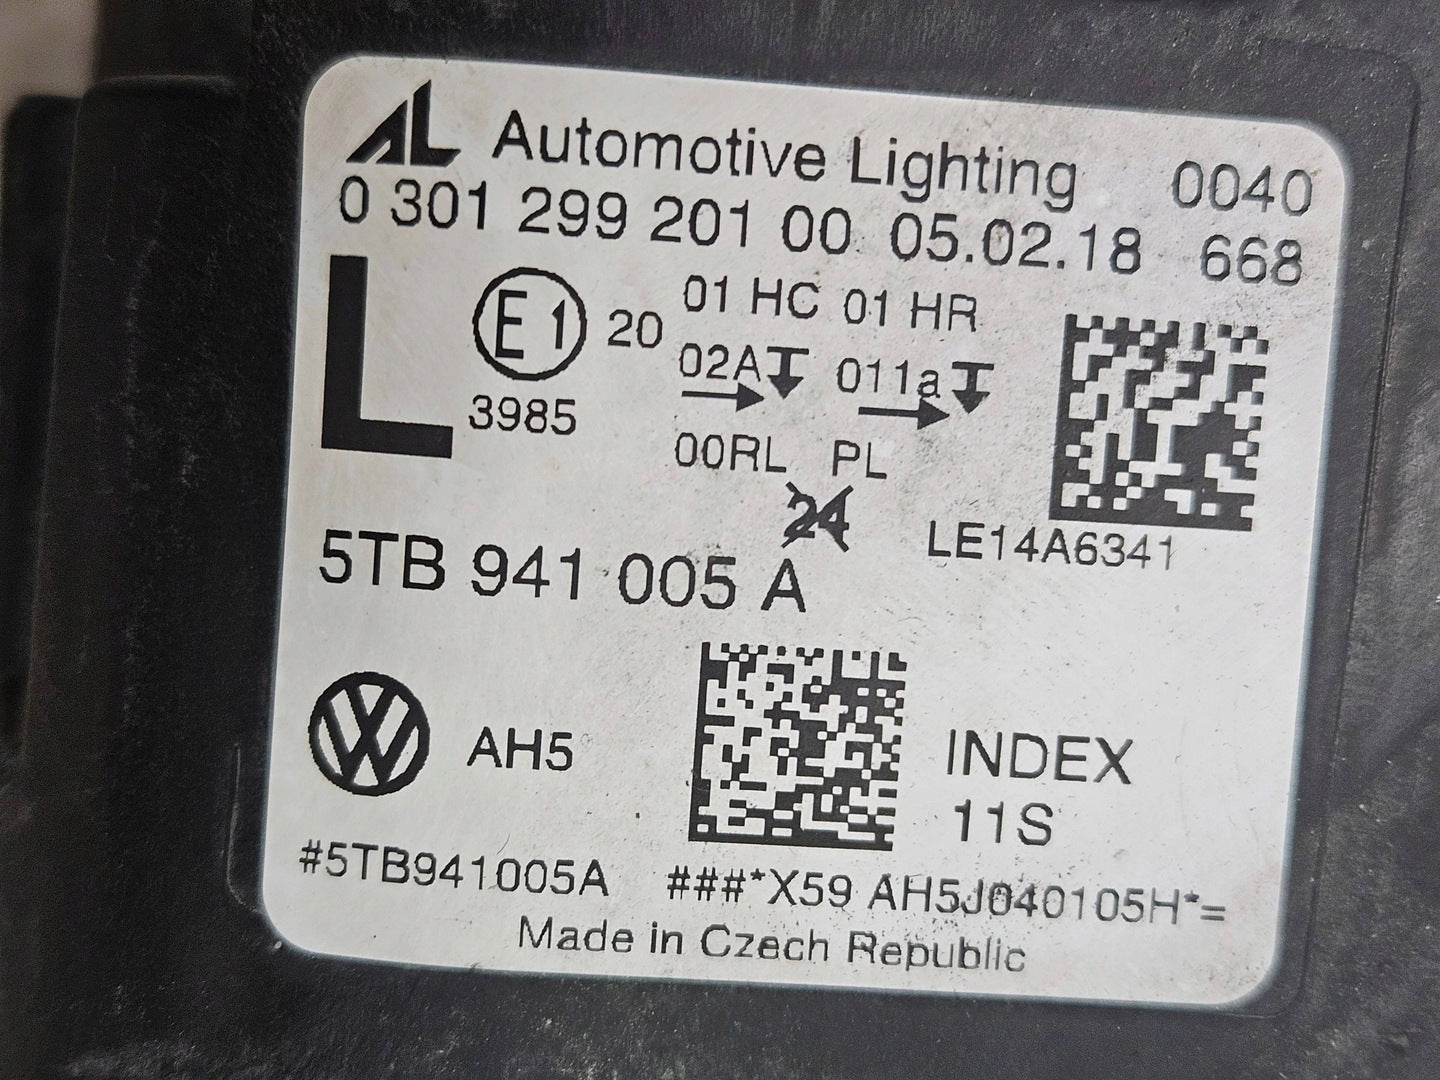 AL Automotive Lighting 0040
0 301 299 201 00 05.02.18 668
L E1 20 01 HC 01 HR
02A 011a
3985
00RL PL
24
LE14A6341
5TB 941 005 A
VW AH5 INDEX
11S
#5TB941005A ###*X59 AH5J040105H*=
Made in Czech Republic